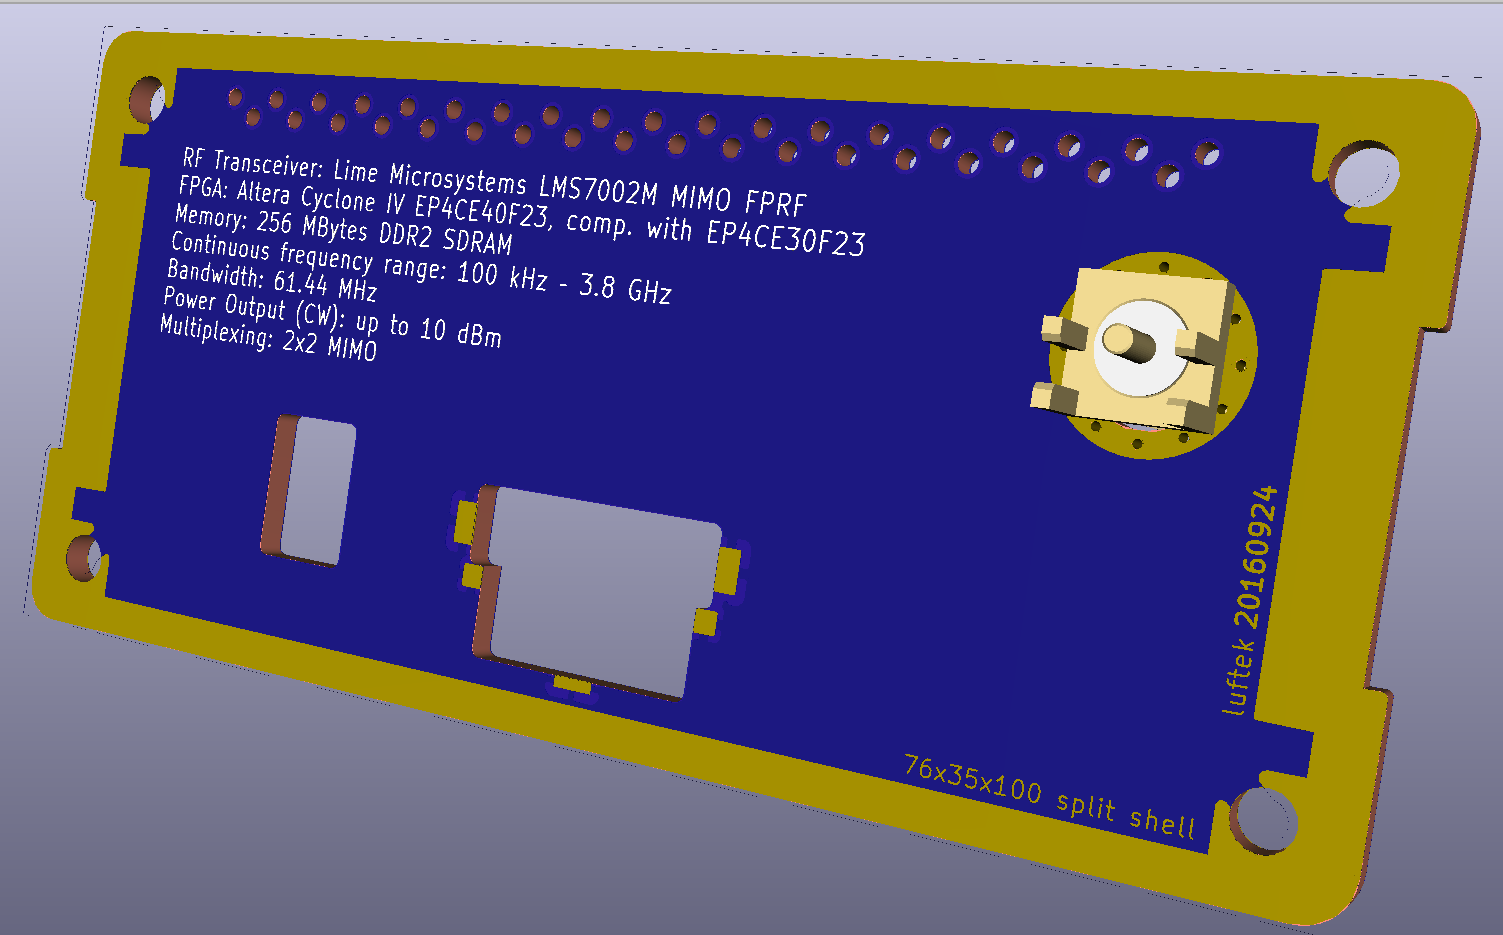 RF Transceiver: Lime Microsystems LMS7002M MIMO FPRF
FPGA: Altera Cyclone IV EP4CE40F23, comp. with EP4CE30F23
Memory: 256 MBytes DDR2 SDRAM
Continuous frequency range: 100 kHz - 3.8 GHz
Bandwidth: 61.44 MHz
Power Output (CW): up to 10 dBm
Multiplexing: 2x2 MIMO
luftek 20160924
76x35x100 split shell